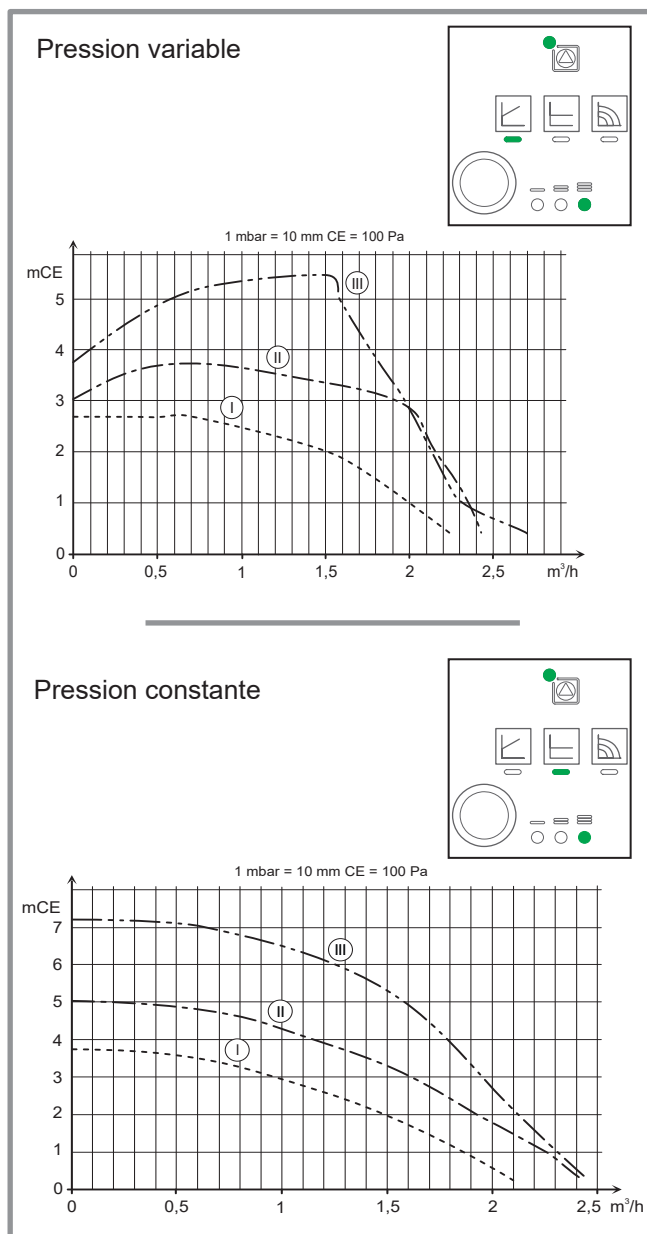 Pression variable
1 mbar = 10 mm CE = 100 Pa
mCE
5
4
3
2
1
0
III
II
I
0 0,5 1 1,5 2 2,5 m³/h
Pression constante
1 mbar = 10 mm CE = 100 Pa
mCE
7
6
5
4
3
2
1
0
III
II
I
0 0,5 1 1,5 2 2,5 m³/h